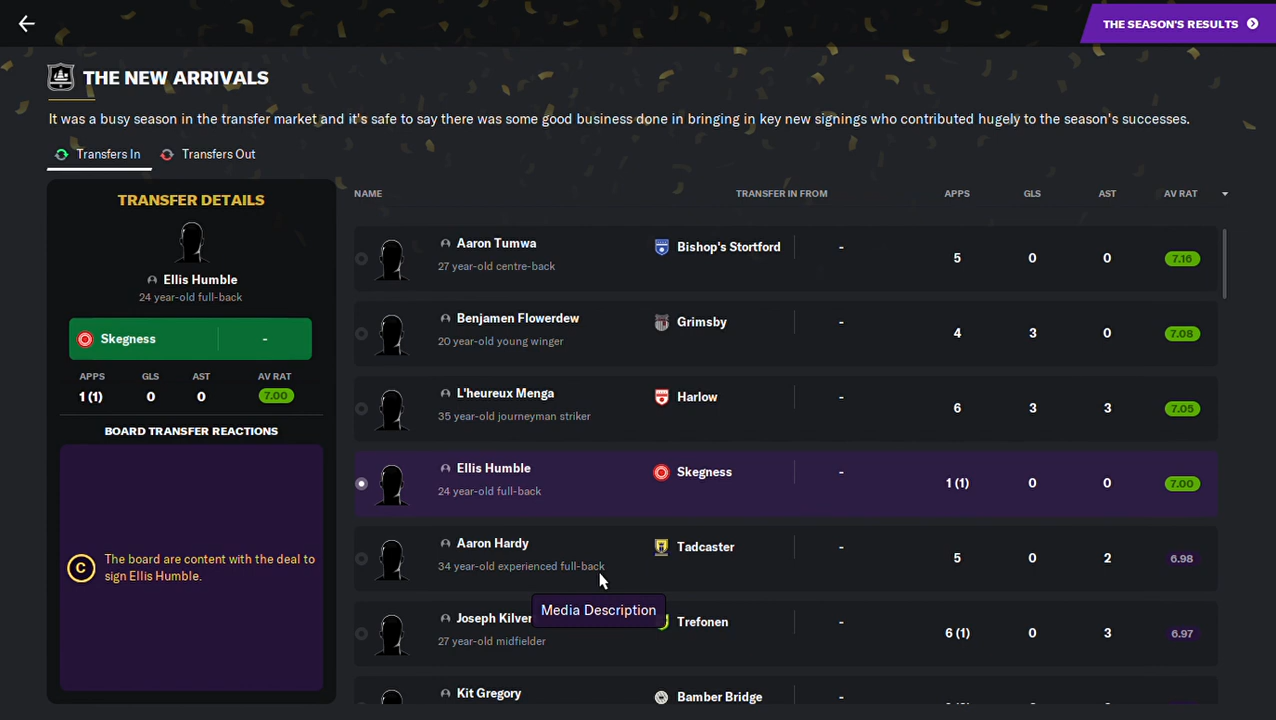 THE SEASON'S RESULTS
THE NEW ARRIVALS
It was a busy season in the transfer market and it's safe to say there was some good business done in bringing in key new signings who contributed hugely to the season's successes.
Transfers In Transfers Out
TRANSFER DETAILS
Ellis Humble
24 year-old full-back
Skegness -
APPS GLS AST AV RAT
1 (1) 0 0 7.00
BOARD TRANSFER REACTIONS
C The board are content with the deal to
sign Ellis Humble.
NAME TRANSFER IN FROM APPS GLS AST AV RAT
Aaron Tumwa Bishop's Stortford - 5 0 0 7.16
27 year-old centre-back
Benjamen Flowerdew Grimsby - 4 3 0 7.08
20 year-old young winger
L'heureux Menga Harlow - 6 3 3 7.05
35 year-old journeyman striker
Ellis Humble Skegness - 1 (1) 0 0 7.00
24 year-old full-back
Aaron Hardy Tadcaster - 5 0 2 6.98
34 year-old experienced full-back
Media Description
Joseph Trefonen - 6 (1) 0 3 6.97
27 year-old midfielder
Kit Gregory Bamber Bridge -